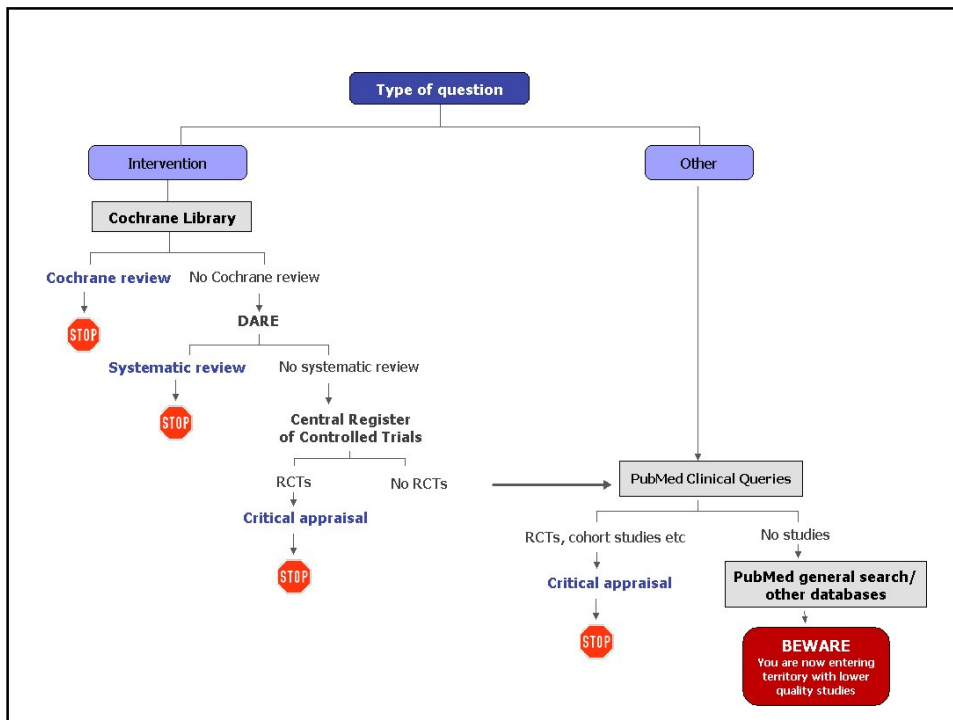 Type of question
Intervention
Other
Cochrane Library
Cochrane review
No Cochrane review
STOP
DARE
Systematic review
No systematic review
STOP
Central Register
of Controlled Trials
RCTs
No RCTs
PubMed Clinical Queries
Critical appraisal
STOP
RCTs, cohort studies etc
No studies
Critical appraisal
PubMed general search/
other databases
STOP
BEWARE
You are now entering
territory with lower
quality studies